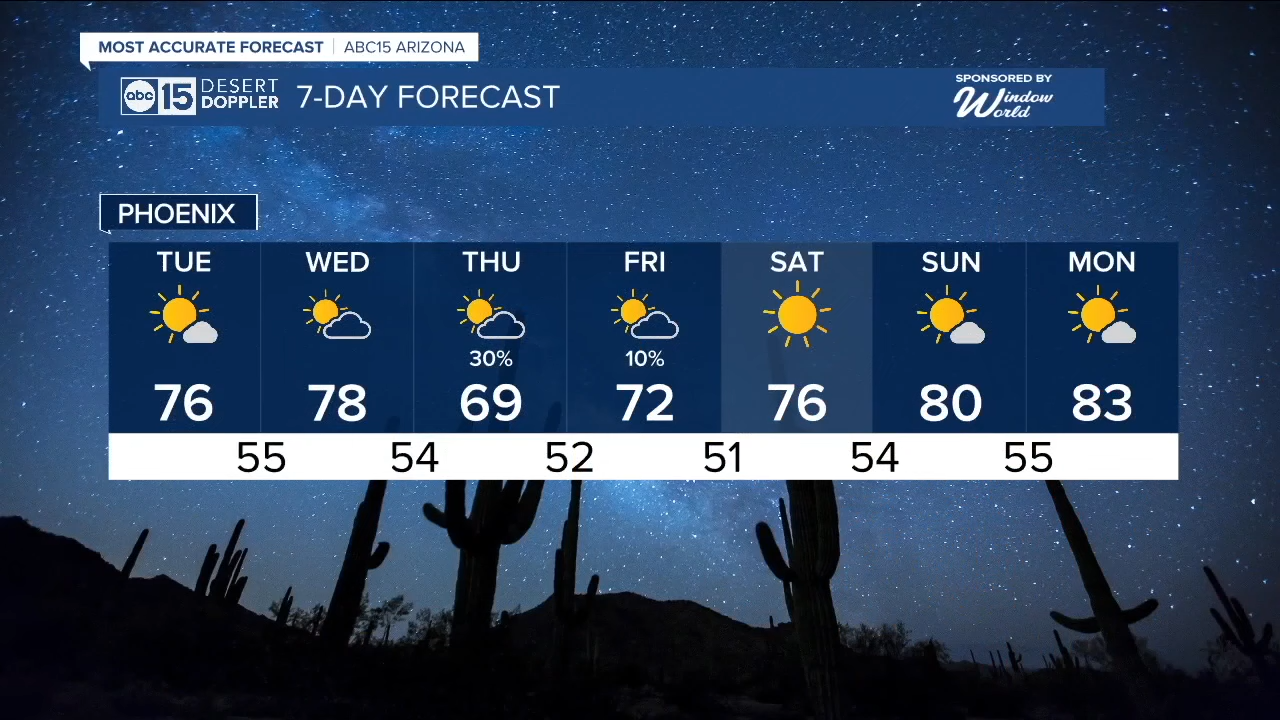 MOST ACCURATE FORECAST | ABC15 ARIZONA
abc 15 DESERT DOPPLER 7-DAY FORECAST
SPONSORED BY
Window World
PHOENIX
TUE WED THU FRI SAT SUN MON
30% 10%
76 78 69 72 76 80 83
55 54 52 51 54 55